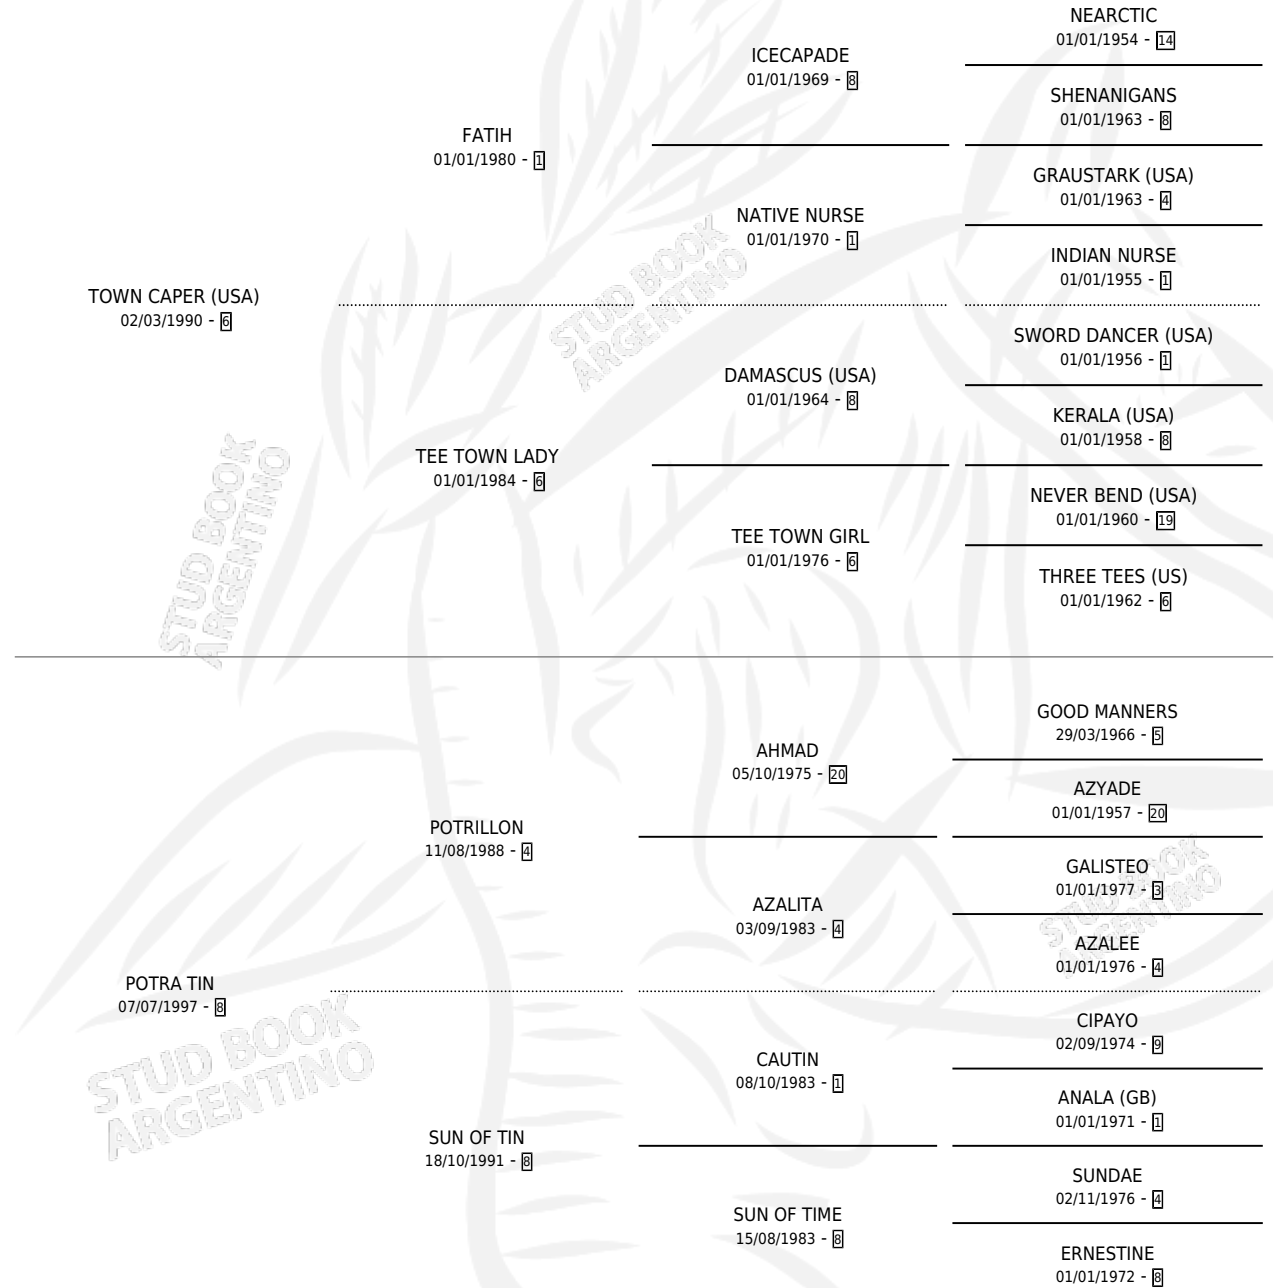 NEARCTIC
01/01/1954 - 14
ICECAPADE
01/01/1969 - 8
SHENANIGANS
01/01/1963 - 8
FATIH
01/01/1980 - 1
GRAUSTARK (USA)
01/01/1963 - 4
NATIVE NURSE
01/01/1970 - 1
INDIAN NURSE
01/01/1955 - 1
TOWN CAPER (USA)
02/03/1990 - 6
SWORD DANCER (USA)
01/01/1956 - 1
DAMASCUS (USA)
01/01/1964 - 8
KERALA (USA)
01/01/1958 - 8
TEE TOWN LADY
01/01/1984 - 6
NEVER BEND (USA)
01/01/1960 - 19
TEE TOWN GIRL
01/01/1976 - 6
THREE TEES (US)
01/01/1962 - 6
STUD BOOK
ARGENTINO
STUD BOOK
ARGENTINO
GOOD MANNERS
29/03/1966 - 5
AHMAD
05/10/1975 - 20
AZYADE
01/01/1957 - 20
POTRILLON
11/08/1988 - 4
GALISTEO
01/01/1977 - 3
AZALITA
03/09/1983 - 4
AZALEE
01/01/1976 - 4
POTRA TIN
07/07/1997 - 8
CIPAYO
02/09/1974 - 9
CAUTIN
08/10/1983 - 1
ANALA (GB)
01/01/1971 - 1
SUN OF TIN
18/10/1991 - 8
SUNDAE
02/11/1976 - 4
SUN OF TIME
15/08/1983 - 8
ERNESTINE
01/01/1972 - 8
STUD BOOK
ARGENTINO
STUD BOOK
ARGENTINO